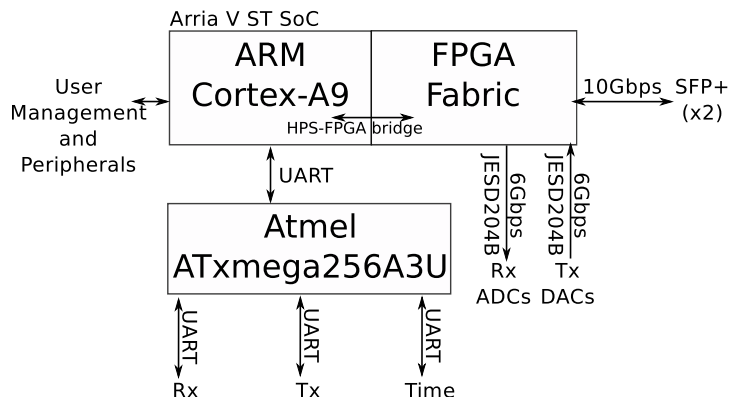 Arria V ST SoC
ARM
Cortex-A9
FPGA
Fabric
HPS-FPGA bridge
User
Management
and
Peripherals
10Gbps
SFP+
(x2)
UART
JESD204B
6Gbps
JESD204B
6Gbps
Rx
ADCs
Tx
DACs
Atmel
ATxmega256A3U
UART
UART
UART
Rx
Tx
Time